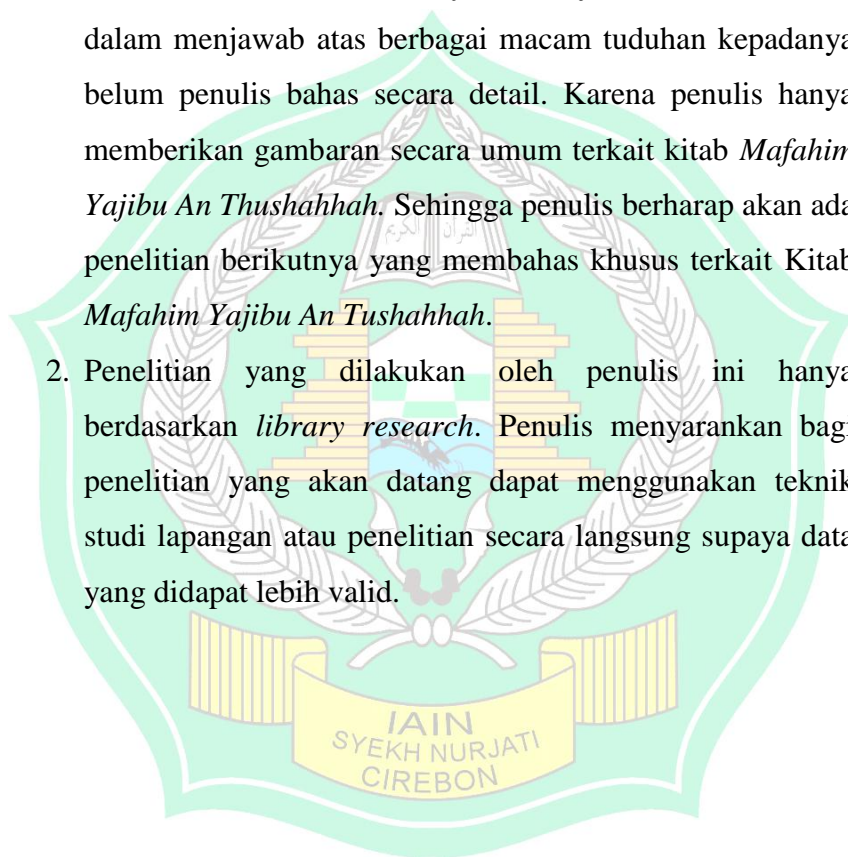 dalam menjawab atas berbagai macam tuduhan kepadanya
belum penulis bahas secara detail. Karena penulis hanya
memberikan gambaran secara umum terkait kitab Mafahim
Yajibu An Thushahhah. Sehingga penulis berharap akan ada
penelitian berikutnya yang membahas khusus terkait Kitab
Mafahim Yajibu An Tushahhah.
2. Penelitian yang dilakukan oleh penulis ini hanya
berdasarkan library research. Penulis menyarankan bagi
penelitian yang akan datang dapat menggunakan teknik
studi lapangan atau penelitian secara langsung supaya data
yang didapat lebih valid.
القرآن الكريم
IAIN
SYEKH NURJATI
CIREBON